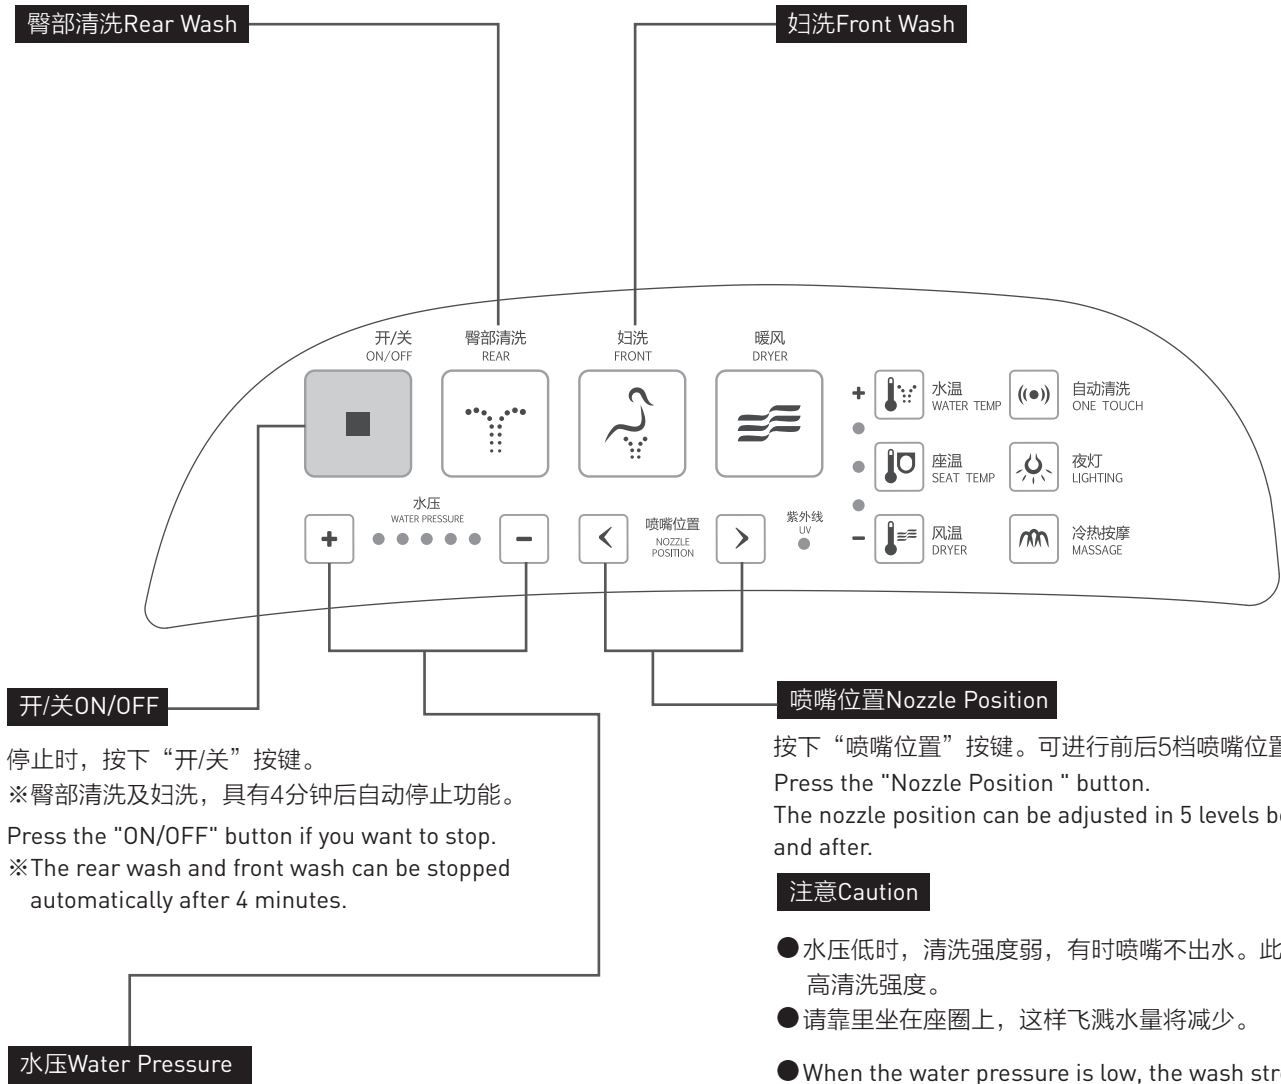 臀部清洗Rear Wash
妇洗Front Wash
开/关
ON/OFF
臀部清洗
REAR
妇洗
FRONT
暖风
DRYER
+
水温
WATER TEMP
自动清洗
ONE TOUCH
座温
SEAT TEMP
夜灯
LIGHTING
-
风温
DRYER
冷热按摩
MASSAGE
+
水压
WATER PRESSURE
-
<
喷嘴位置
NOZZLE
POSITION
>
紫外线
UV
开/关ON/OFF
停止时，按下“开/关”按键。
※臀部清洗及妇洗，具有4分钟后自动停止功能。
Press the "ON/OFF" button if you want to stop.
※The rear wash and front wash can be stopped
automatically after 4 minutes.
水压Water Pressure
喷嘴位置Nozzle Position
按下“喷嘴位置”按键。可进行前后5档喷嘴位置
Press the "Nozzle Position " button.
The nozzle position can be adjusted in 5 levels
and after.
注意Caution
●水压低时，清洗强度弱，有时喷嘴不出水。此
高清洗强度。
●请靠里坐在座圈上，这样飞溅水量将减少。
●When the water pressure is low, the wash